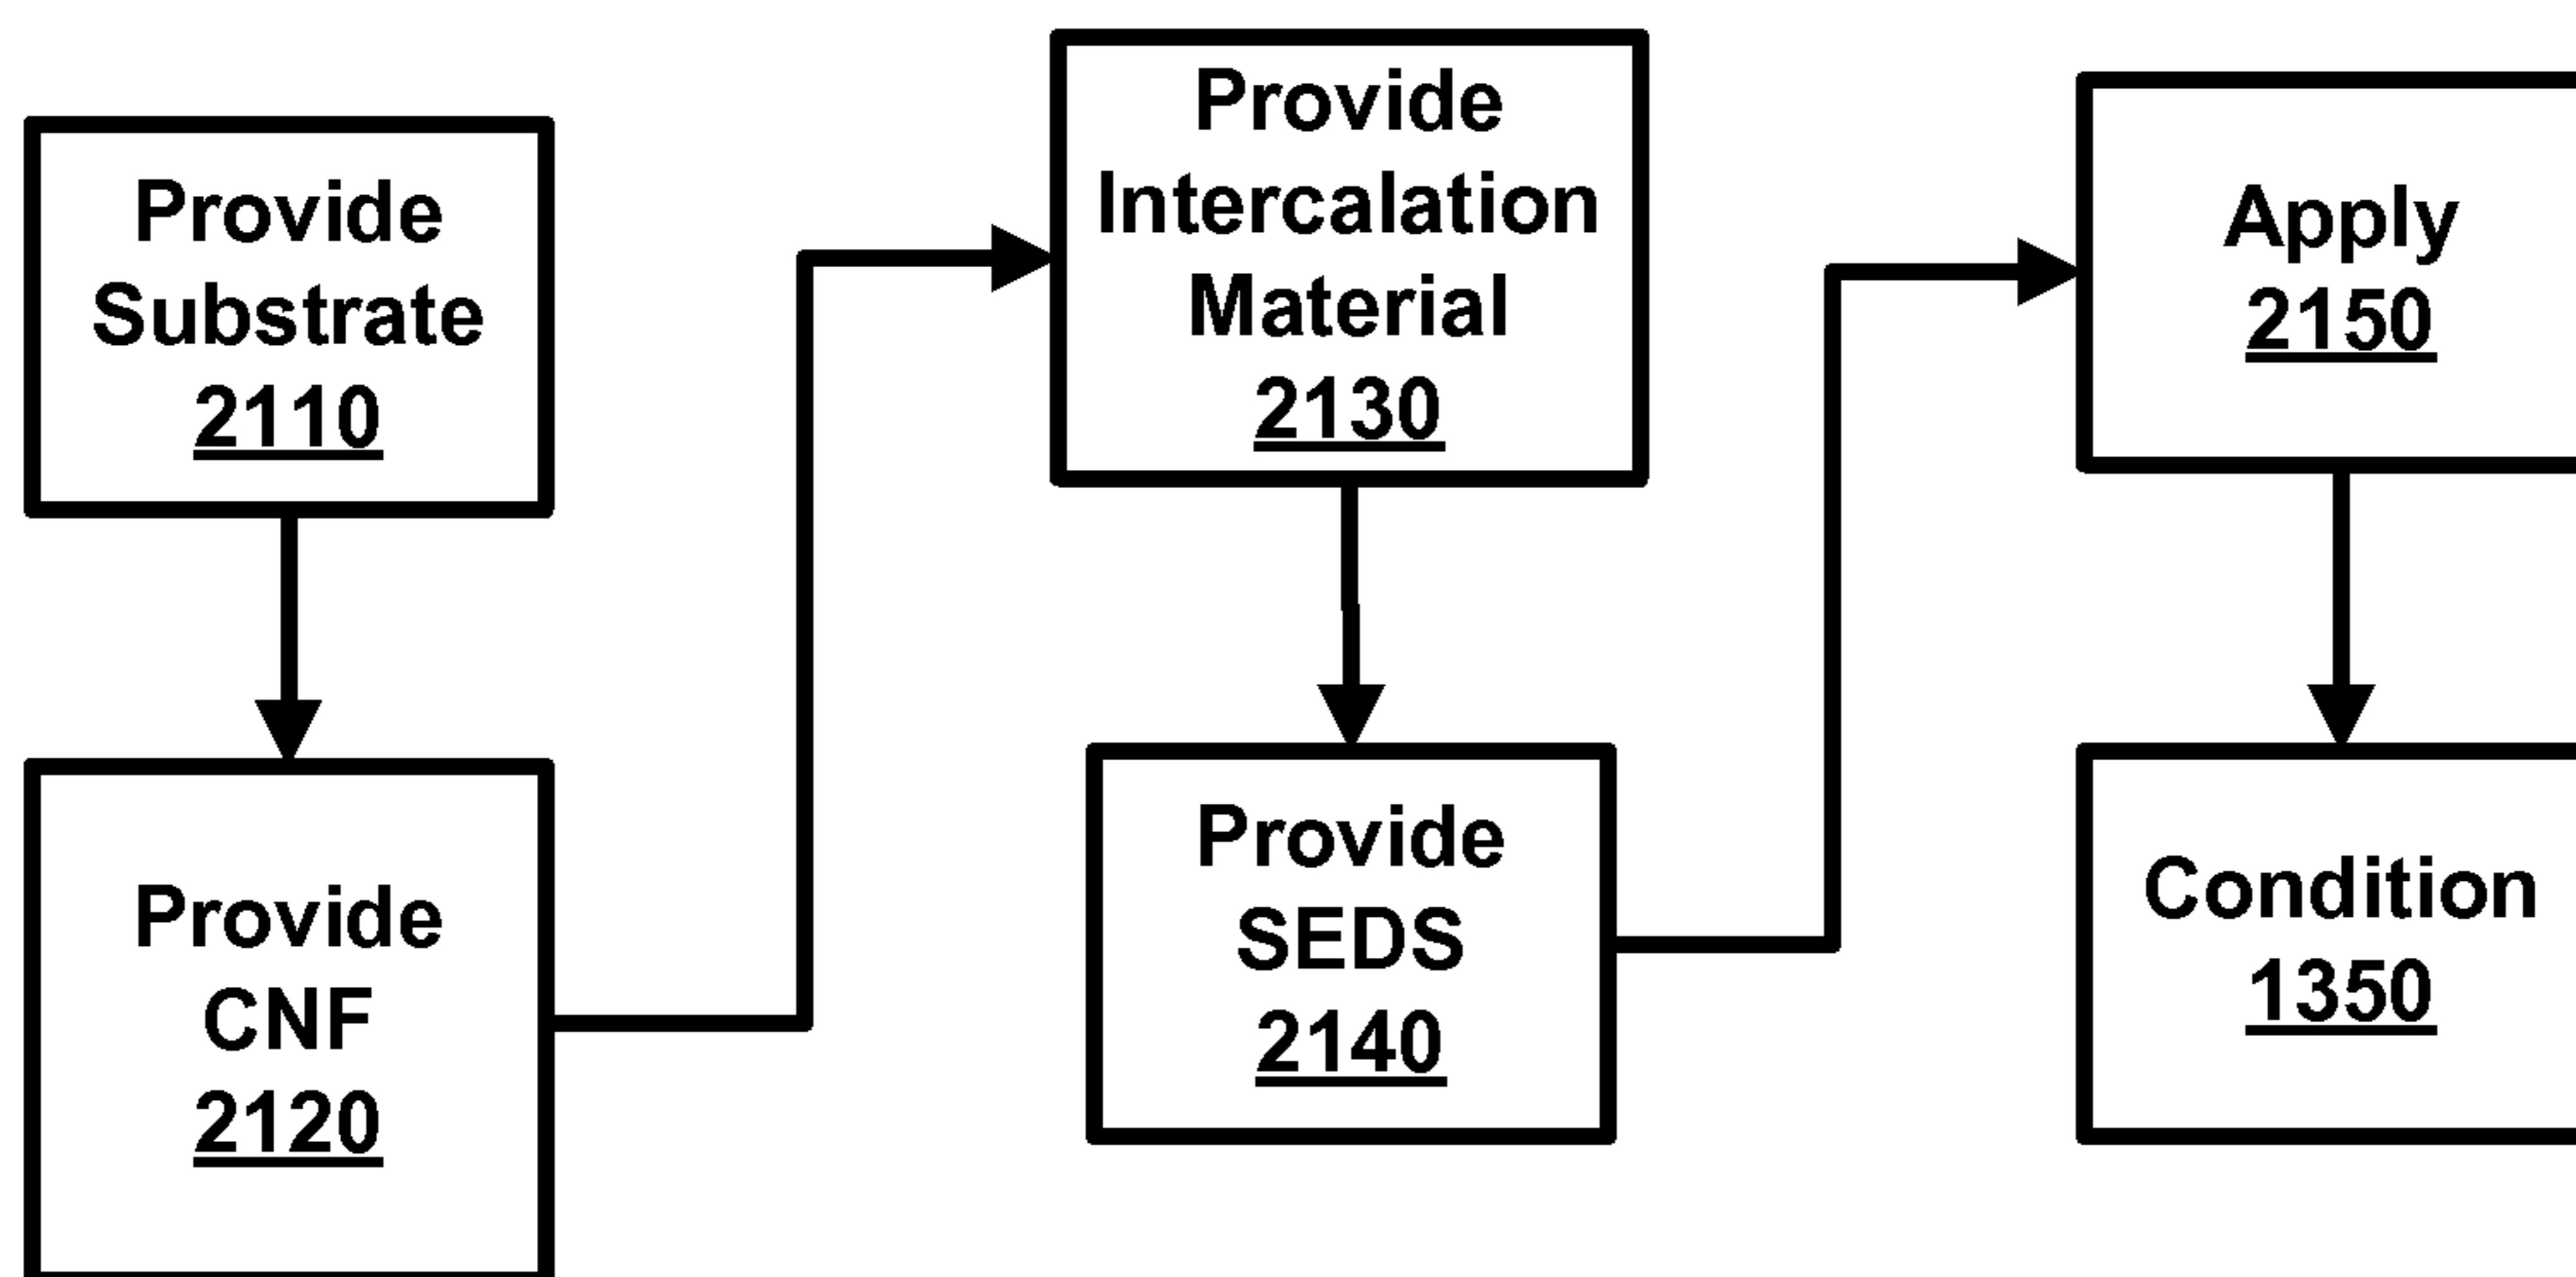 Provide
Substrate
2110
Provide
CNF
2120
Provide
Intercalation
Material
2130
Provide
SEDS
2140
Apply
2150
Condition
1350